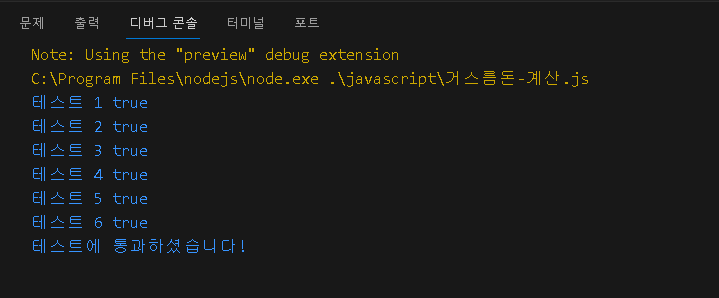 문제 출력 디버그 콘솔 터미널 포트
Note: Using the "preview" debug extension
C:\Program Files\nodejs\node.exe .\javascript\거스름돈-계산.js
테스트 1 true
테스트 2 true
테스트 3 true
테스트 4 true
테스트 5 true
테스트 6 true
테스트에 통과하셨습니다!